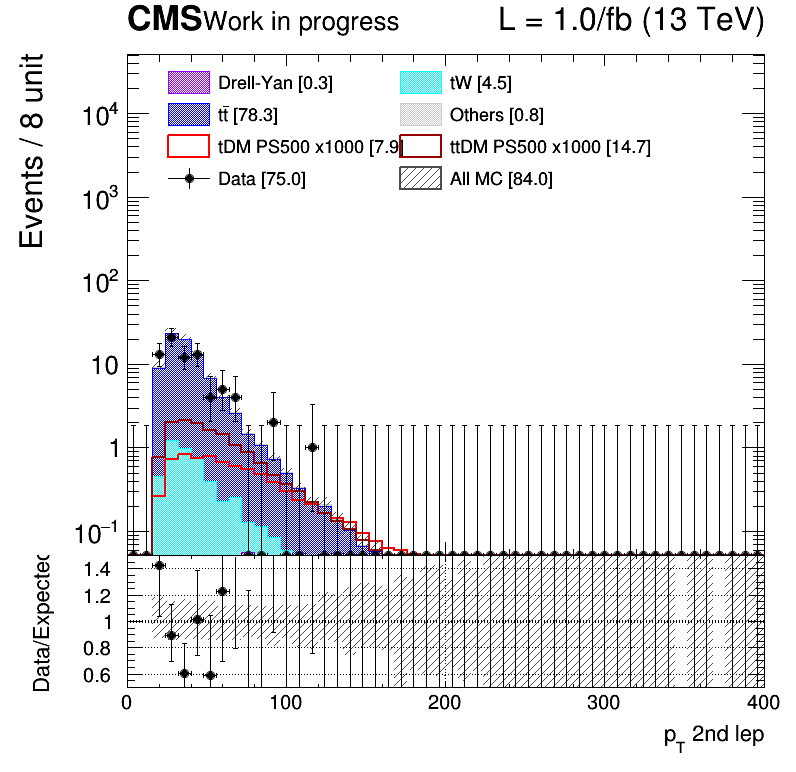 CMS Work in progress L = 1.0/fb (13 TeV)
Events / 8 unit
Drell-Yan [0.3] tW [4.5]
tt̄ [78.3] Others [0.8]
tDM PS500 x1000 [7.9 ttDM PS500 x1000 [14.7]
Data [75.0] All MC [84.0]
10⁴
10³
10²
10
1
10⁻¹
Data/Expected
1.4
1.2
1
0.8
0.6
0 100 200 300 400
p_T 2nd lep